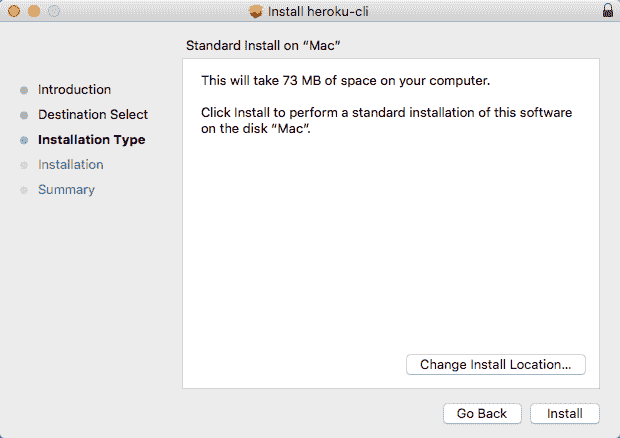 Install heroku-cli
Standard Install on “Mac”
Introduction
Destination Select
Installation Type
Installation
Summary
This will take 73 MB of space on your computer.
Click Install to perform a standard installation of this software
on the disk “Mac”.
Change Install Location...
Go Back
Install